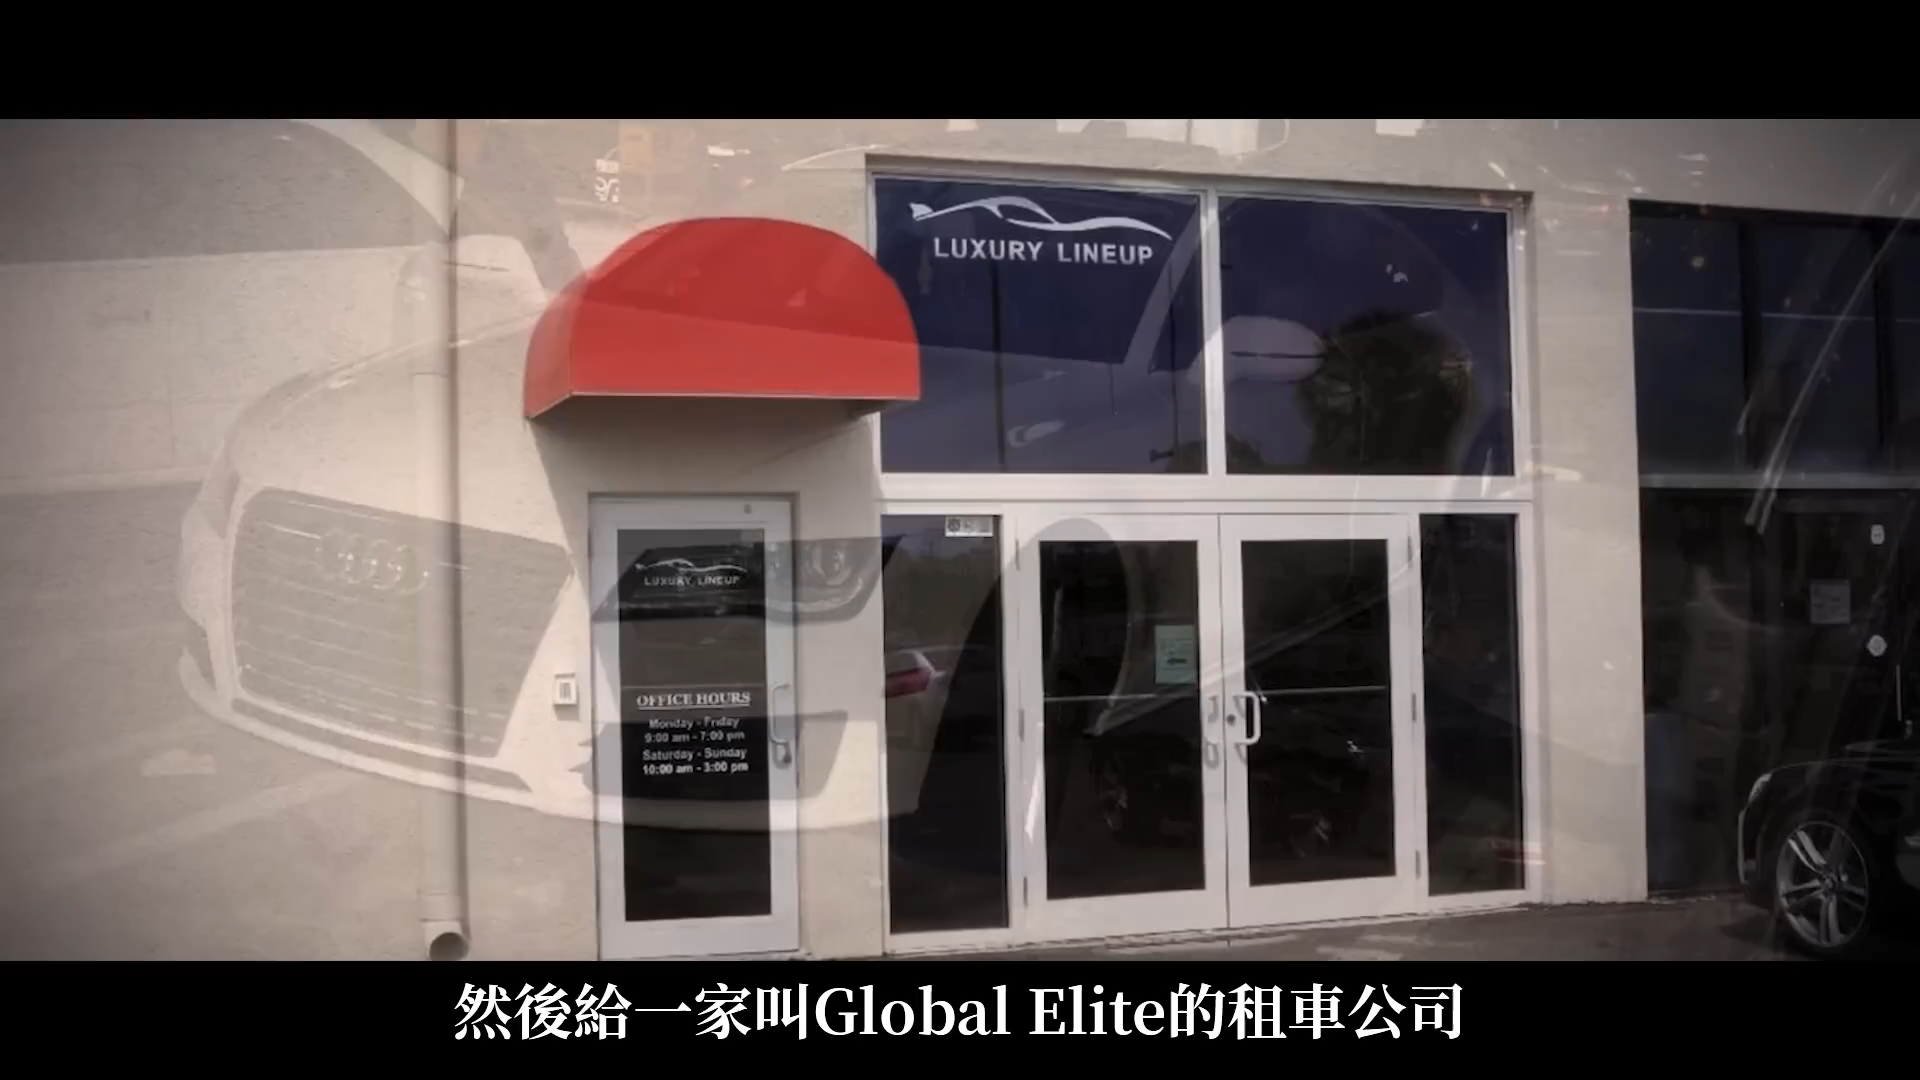 LUXURY LINEUP
LUXURY LINEUP
OFFICE HOURS
Monday - Friday
9:00 am - 7:00 pm
Saturday - Sunday
10:00 am - 3:00 pm
然後給一家叫Global Elite的租車公司